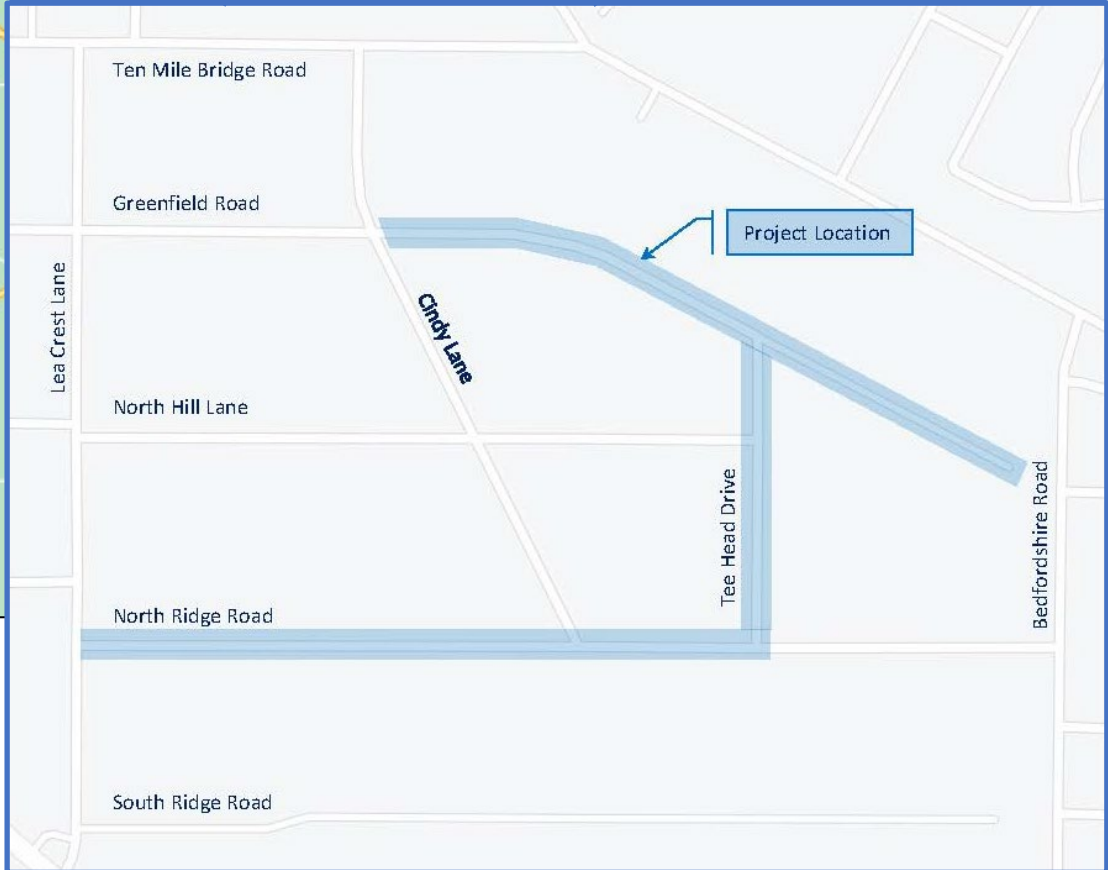 Ten Mile Bridge Road
Greenfield Road
Project Location
Lea Crest Lane
Cindy Lane
North Hill Lane
Tee Head Drive
Bedfordshire Road
North Ridge Road
South Ridge Road